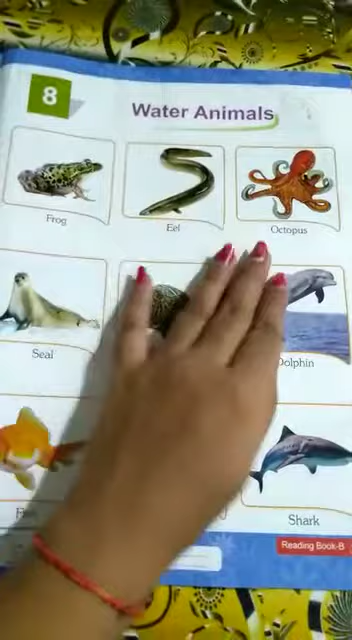 8
Water Animals
Frog
Eel
Octopus
Seal
Dolphin
Shark
Reading Book-B